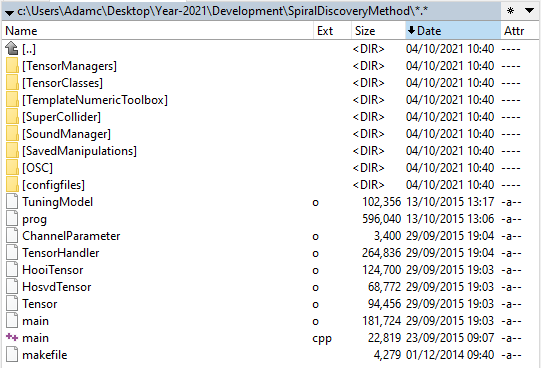 c:\Users\Adamc\Desktop\Year-2021\Development\SpiralDiscoveryMethod\*.*
Name Ext Size Date Attr
[..] <DIR> 04/10/2021 10:40 ----
[TensorManagers] <DIR> 04/10/2021 10:40 ----
[TensorClasses] <DIR> 04/10/2021 10:40 ----
[TemplateNumericToolbox] <DIR> 04/10/2021 10:40 ----
[SuperCollider] <DIR> 04/10/2021 10:40 ----
[SoundManager] <DIR> 04/10/2021 10:40 ----
[SavedManipulations] <DIR> 04/10/2021 10:40 ----
[OSC] <DIR> 04/10/2021 10:40 ----
[configfiles] <DIR> 04/10/2021 10:40 ----
TuningModel o 102,356 13/10/2015 13:17 -a--
prog 596,040 13/10/2015 13:06 -a--
ChannelParameter o 3,400 29/09/2015 19:04 -a--
TensorHandler o 264,836 29/09/2015 19:04 -a--
HooiTensor o 124,700 29/09/2015 19:03 -a--
HosvdTensor o 68,772 29/09/2015 19:03 -a--
Tensor o 94,456 29/09/2015 19:03 -a--
main o 181,724 29/09/2015 19:03 -a--
main cpp 22,819 23/09/2015 09:07 -a--
makefile 4,279 01/12/2014 09:40 -a--